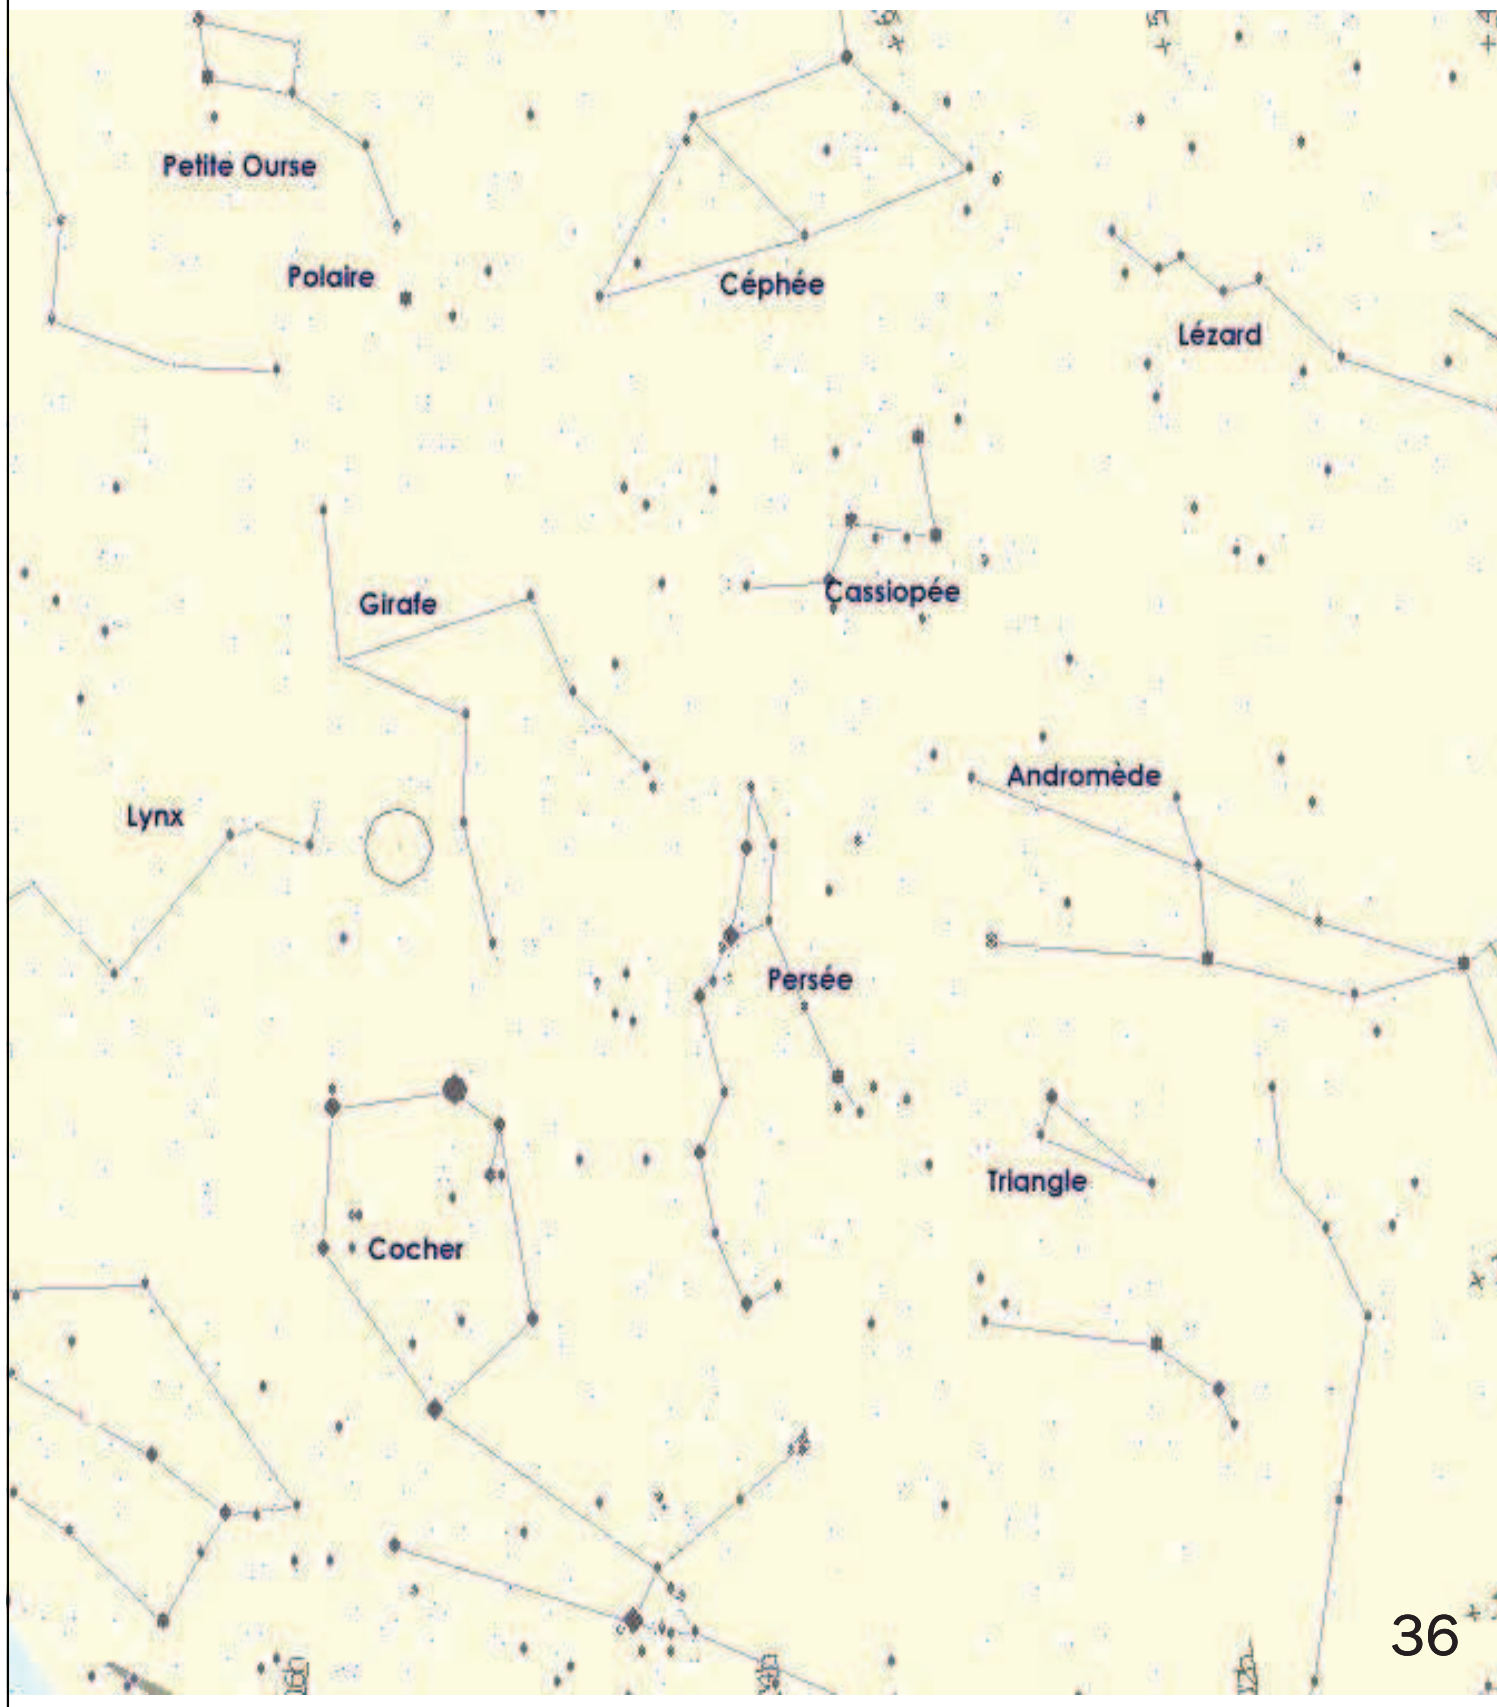 Petite Ourse
Polaire
Céphée
Lézard
Cassiopée
Girafe
Andromède
Lynx
Persée
Triangle
Cocher
36